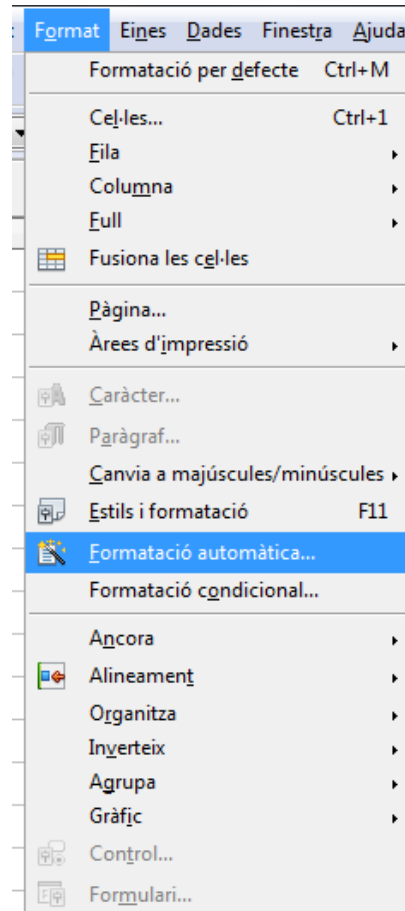 Format Eines Dades Finestra Ajuda
Formatació per defecte Ctrl+M
Cel·les... Ctrl+1
Fila
Columna
Full
Fusiona les cel·les
Pàgina...
Àrees d'impressió
Caràcter...
Paràgraf...
Canvia a majúscules/minúscules
Estils i formatació F11
Formatació automàtica...
Formatació condicional...
Ancora
Alineament
Organitza
Inverteix
Agrupa
Gràfic
Control...
Formulari...